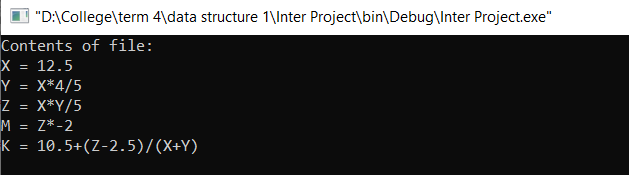 "D:\College\term 4\data structure 1\Inter Project\bin\Debug\Inter Project.exe"
Contents of file:
X = 12.5
Y = X*4/5
Z = X*Y/5
M = Z*-2
K = 10.5+(Z-2.5)/(X+Y)